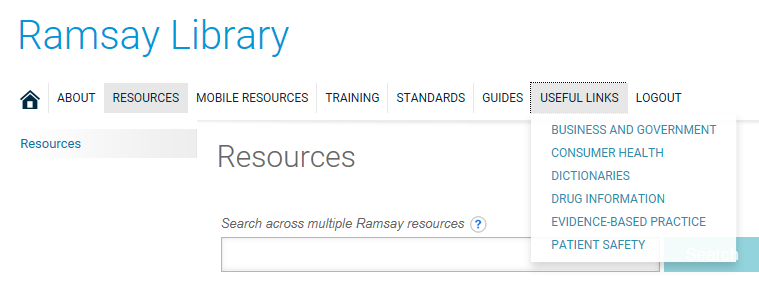 Ramsay Library
ABOUT RESOURCES MOBILE RESOURCES TRAINING STANDARDS GUIDES USEFUL LINKS LOGOUT
Resources
BUSINESS AND GOVERNMENT
CONSUMER HEALTH
DICTIONARIES
DRUG INFORMATION
EVIDENCE-BASED PRACTICE
PATIENT SAFETY
Resources
Search across multiple Ramsay resources ?
Search